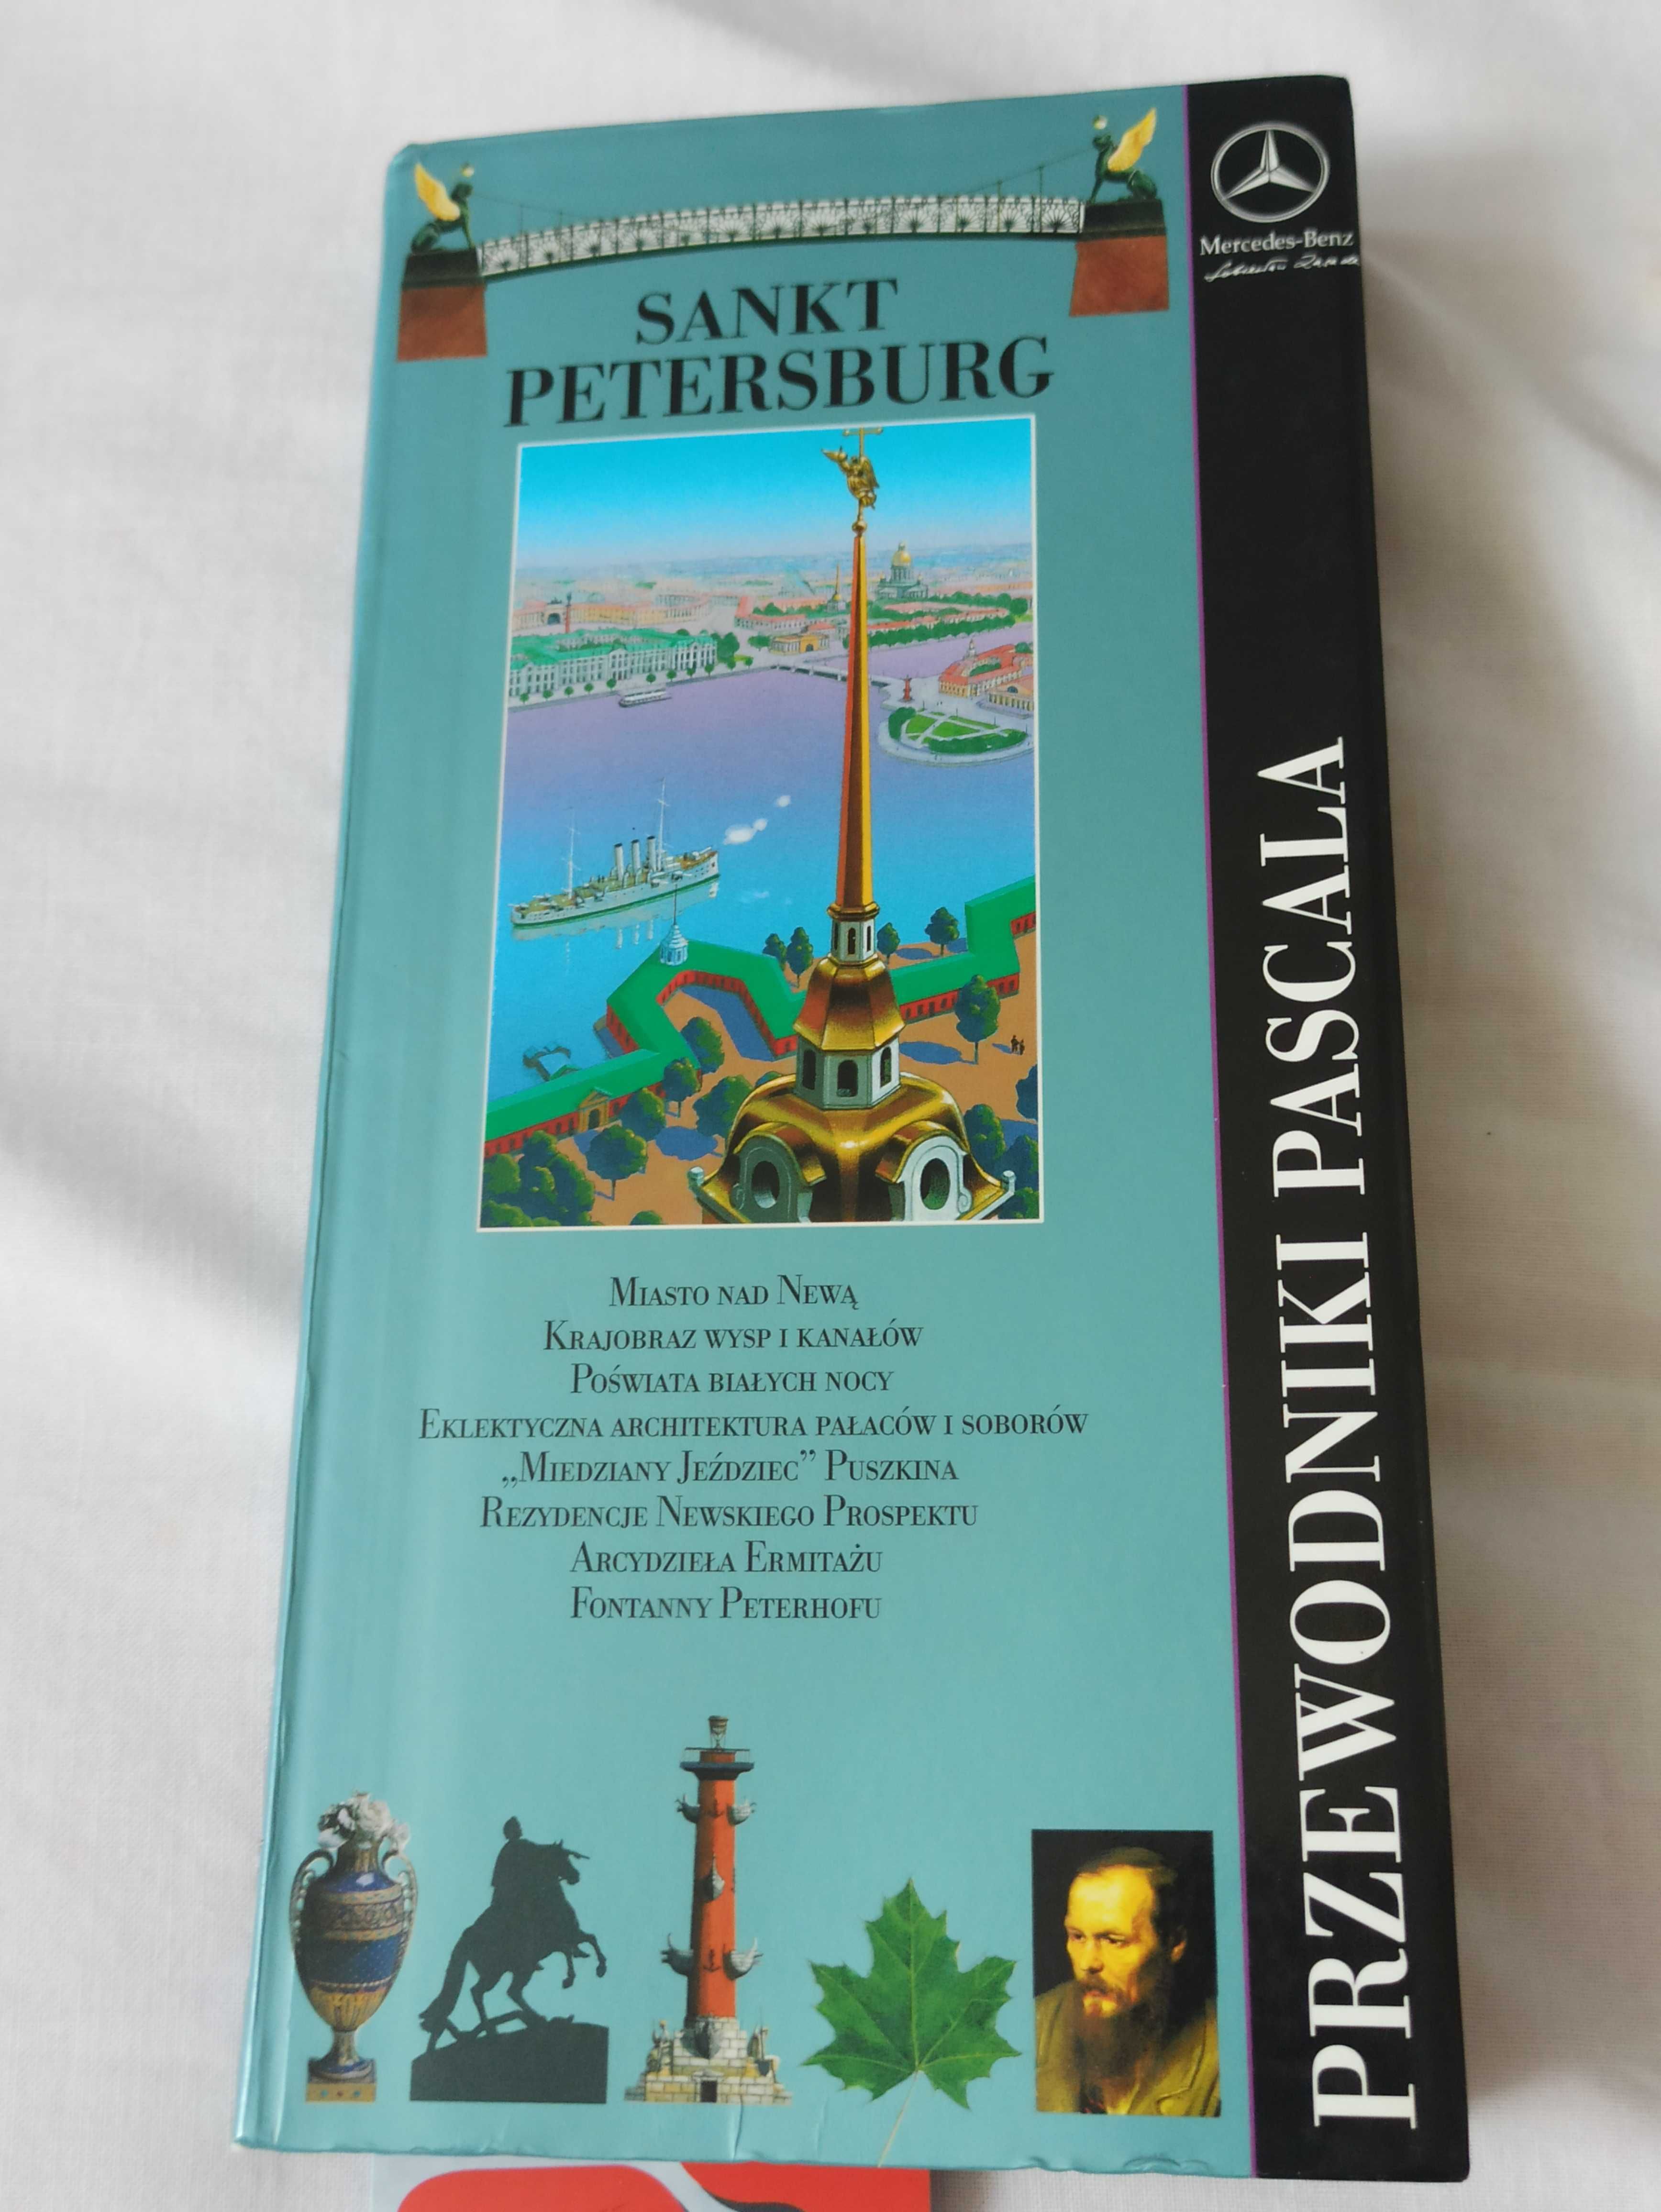 SANKT
PETERSBURG
MIASTO NAD NEWĄ
KRAJOBRAZ WYSP I KANAŁÓW
POŚWIATA BIAŁYCH NOCY
EKLEKTYCZNA ARCHITEKTURA PAŁACÓW I SOBORÓW
„MIEDZIANY JEŹDZIEC” PUSZKINA
REZYDENCJE NEWSKIEGO PROSPEKTU
ARCYDZIEŁA ERMITAŻU
FONTANNY PETERHOFU
Mercedes-Benz
PRZEWODNIKI PASCALA